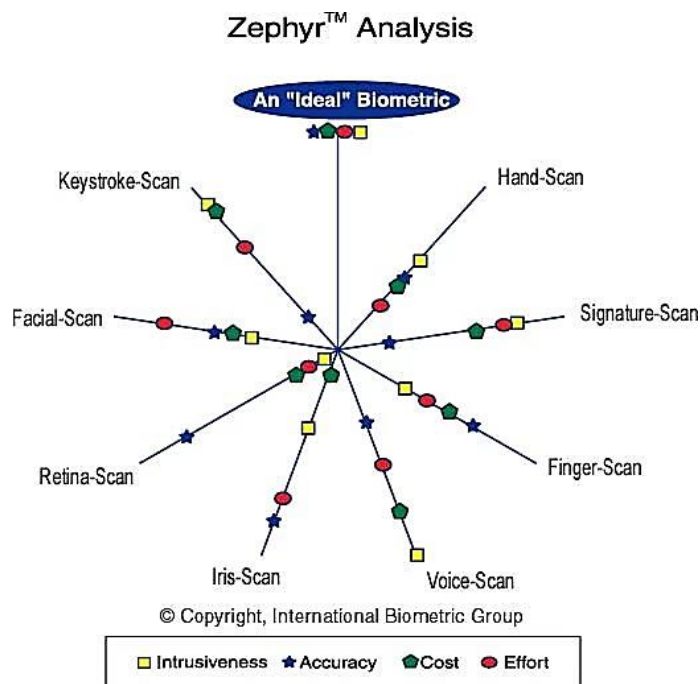 Zephyr™ Analysis
An "Ideal" Biometric
Keystroke-Scan
Hand-Scan
Facial-Scan
Signature-Scan
Retina-Scan
Finger-Scan
Iris-Scan
Voice-Scan
© Copyright, International Biometric Group
Intrusiveness Accuracy Cost Effort